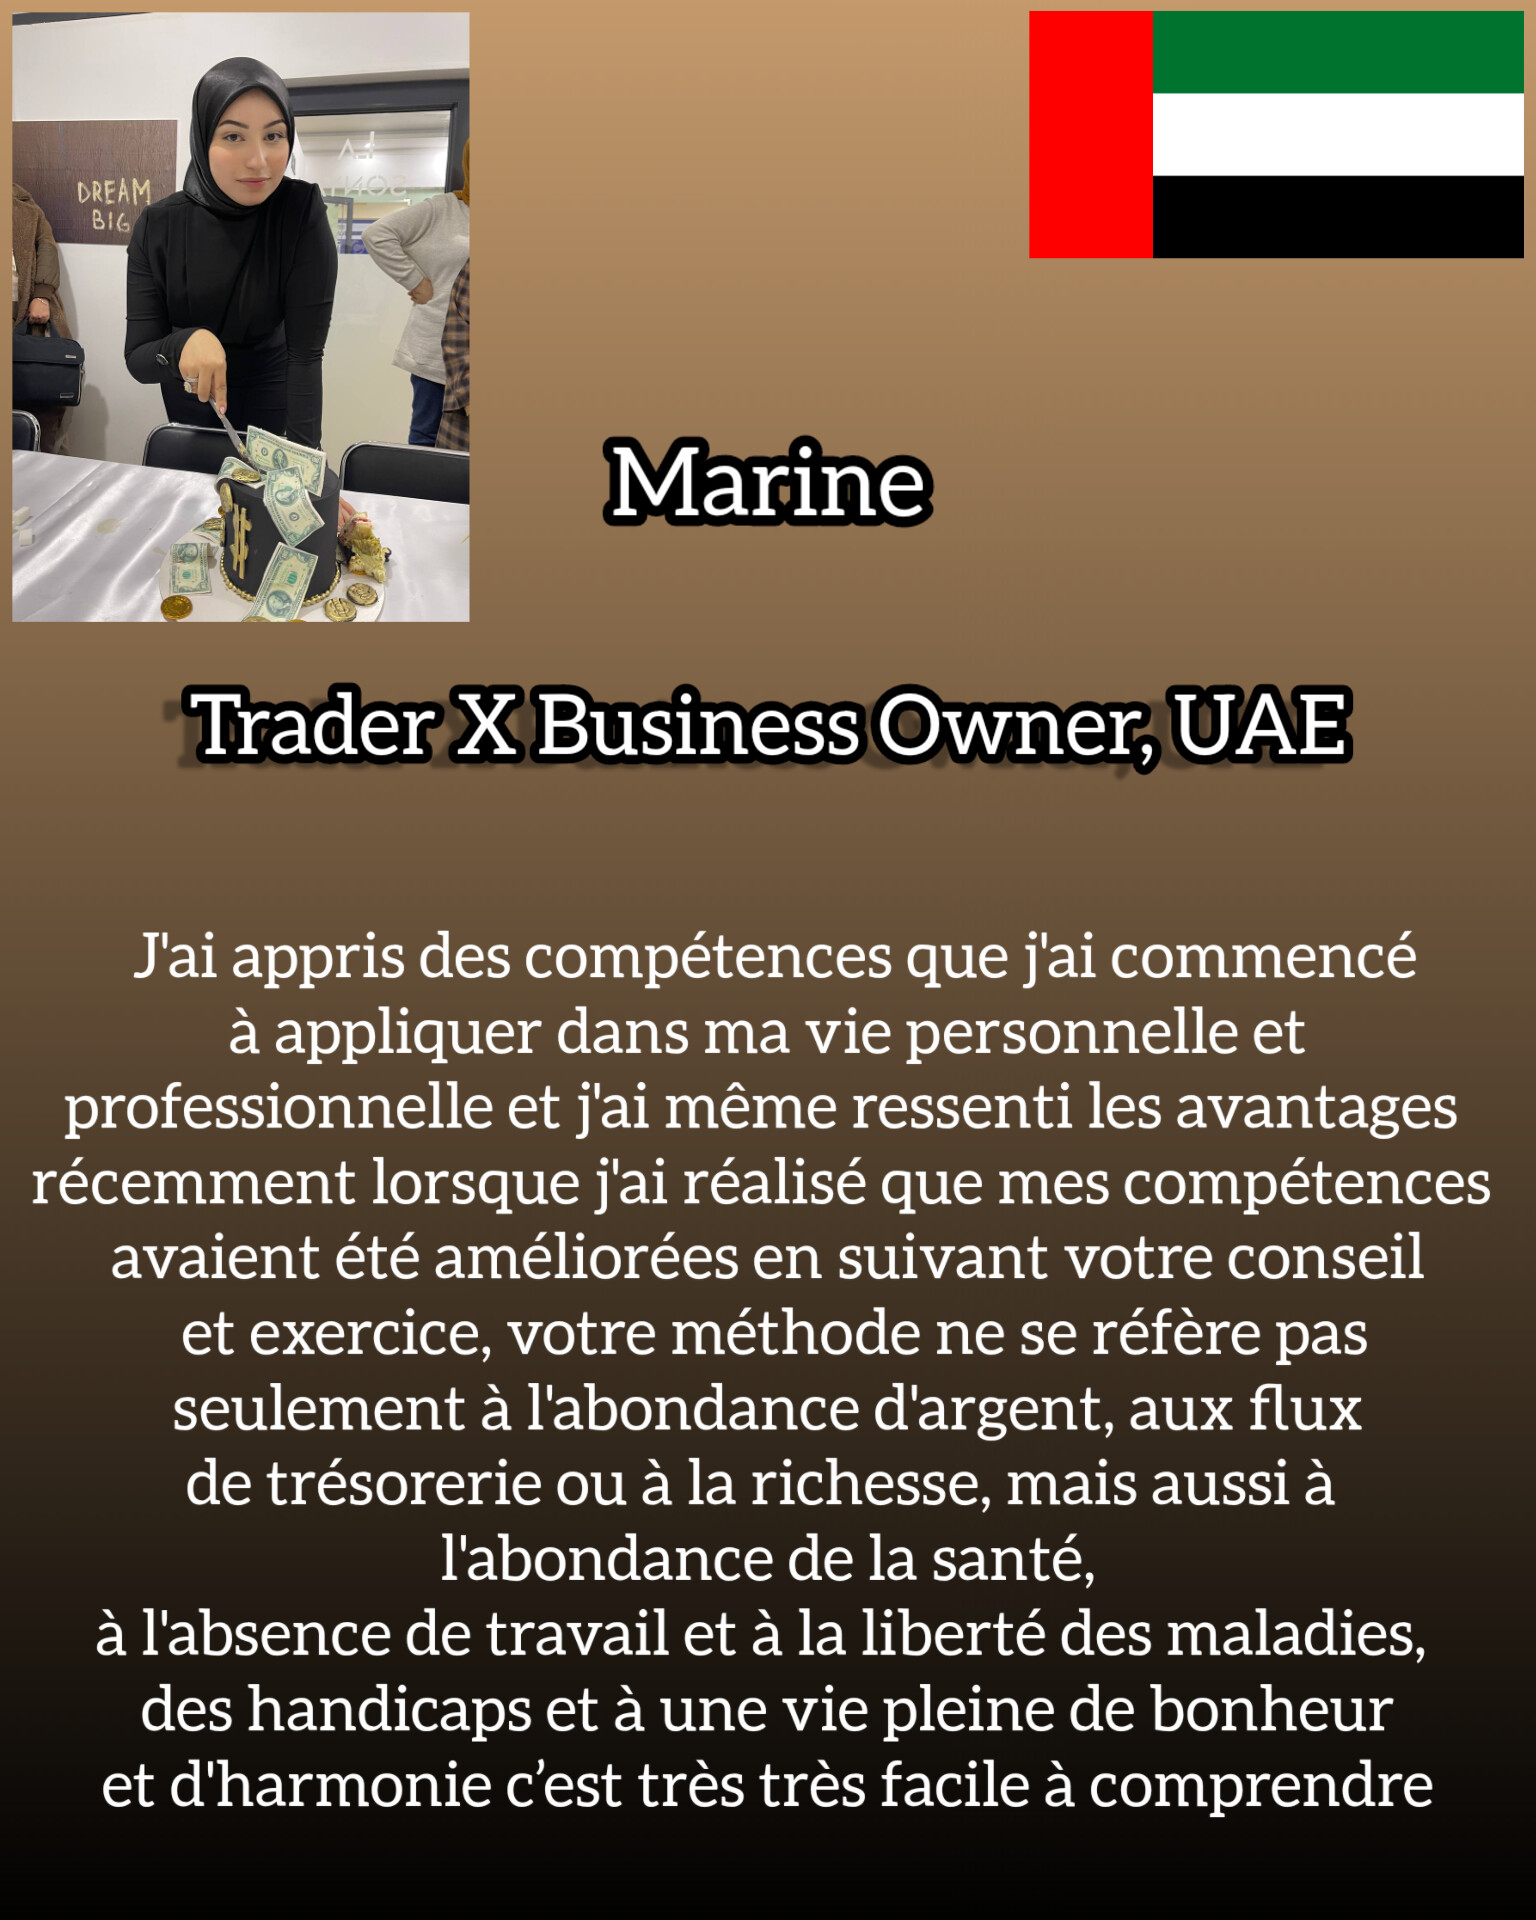 DREAM
BIG
Marine
Trader X Business Owner, UAE
J'ai appris des compétences que j'ai commencé
à appliquer dans ma vie personnelle et
professionnelle et j'ai même ressenti les avantages
récemment lorsque j'ai réalisé que mes compétences
avaient été améliorées en suivant votre conseil
et exercice, votre méthode ne se réfère pas
seulement à l'abondance d'argent, aux flux
de trésorerie ou à la richesse, mais aussi à
l'abondance de la santé,
à l'absence de travail et à la liberté des maladies,
des handicaps et à une vie pleine de bonheur
et d'harmonie c’est très très facile à comprendre